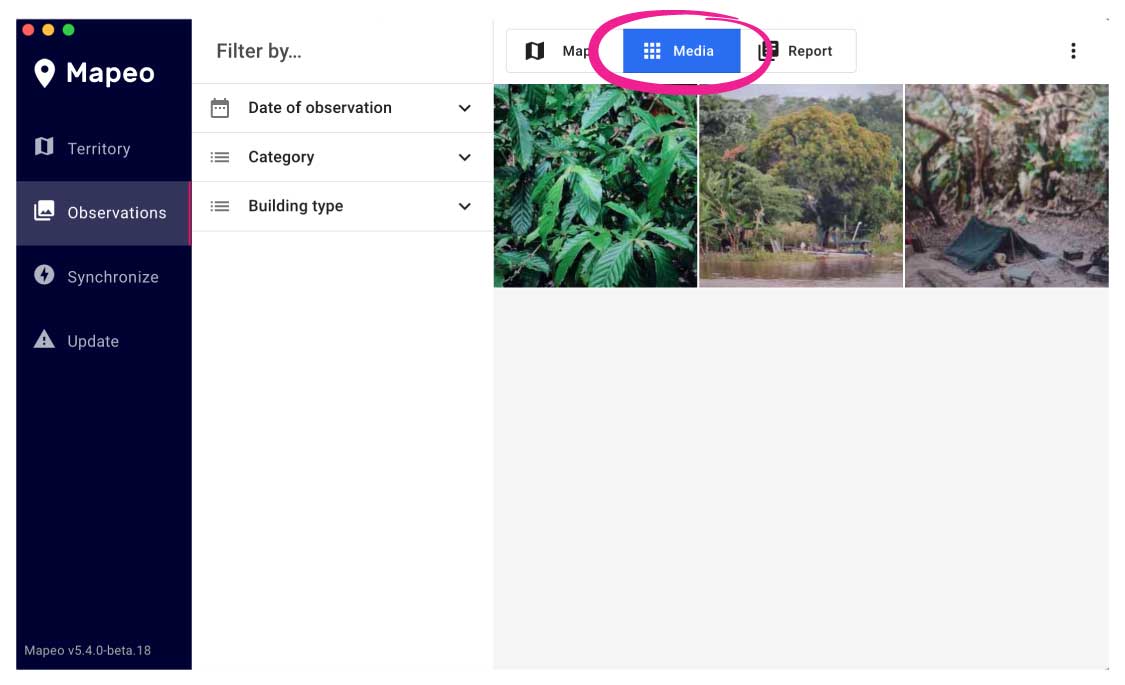 Mapeo
Territory
Observations
Synchronize
Update
Mapeo v5.4.0-beta.18
Filter by...
Date of observation
Category
Building type
Map
Media
Report